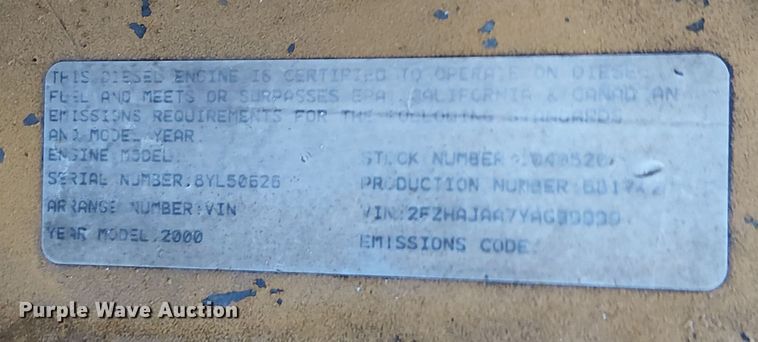 THIS DIESEL ENGINE IS CERTIFIED TO OPERATE ON DIESEL
FUEL AND MEETS OR SURPASSES EPA, CALIFORNIA & CANADIAN
EMISSIONS REQUIREMENTS FOR THE FOLLOWING STANDARDS
AND MODEL YEAR
ENGINE MODEL:
STOCK NUMBER
SERIAL NUMBER:8YL50626
PRODUCTION NUMBER:
ARRANGE NUMBER:VIN
VIN:
YEAR MODEL:2000
EMISSIONS CODE:
Purple Wave Auction